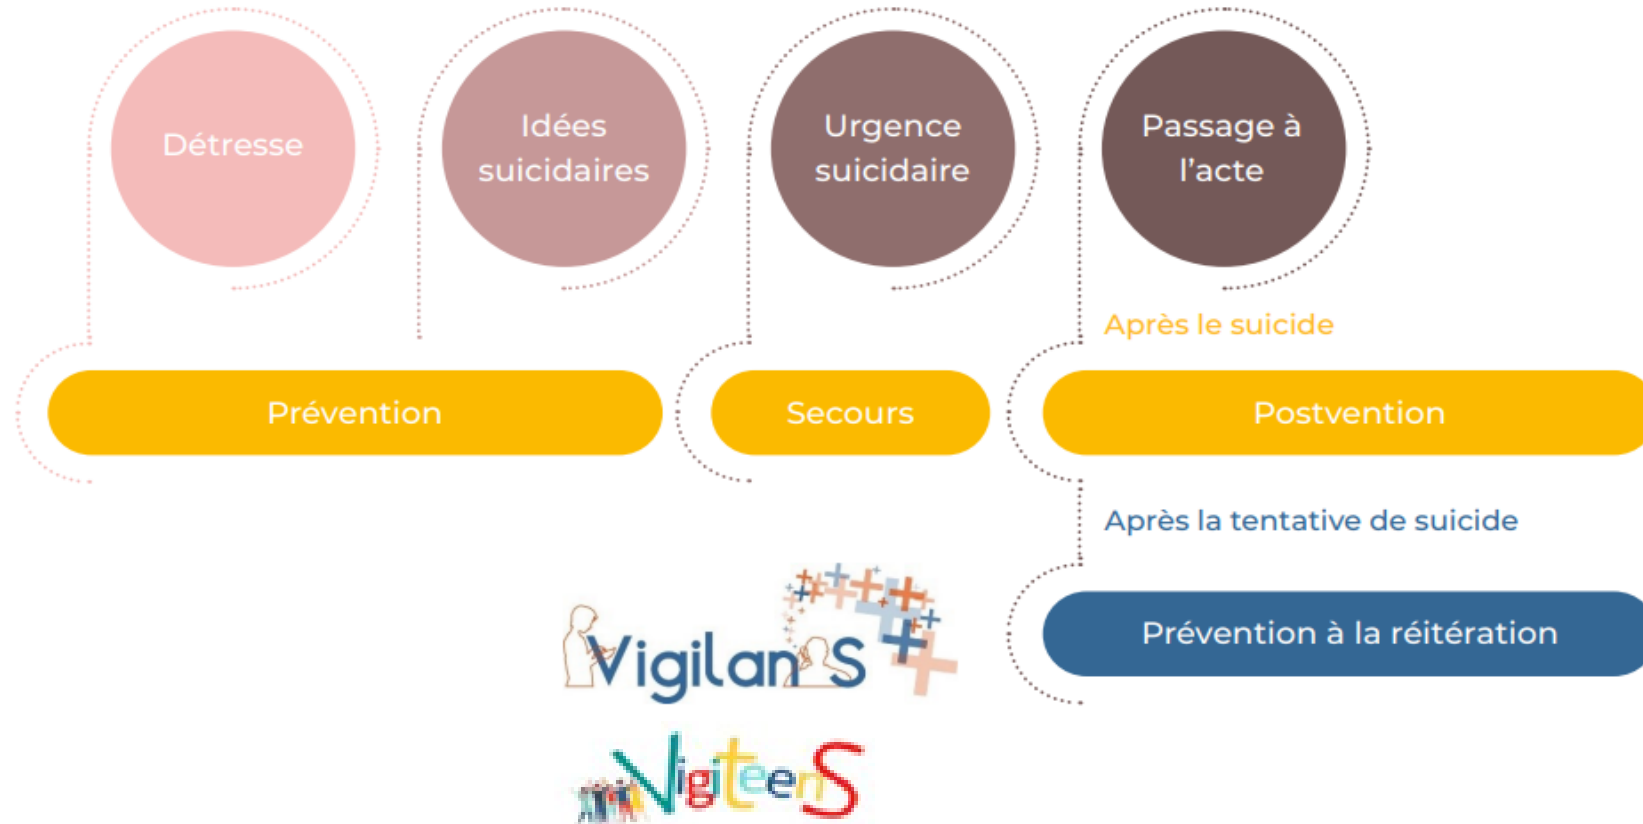 Détresse
Idées
suicidaires
Urgence
suicidaire
Passage à
l'acte
Après le suicide
Prévention
Secours
Postvention
Après la tentative de suicide
Prévention à la réitération
VigilanS
VigiteenS